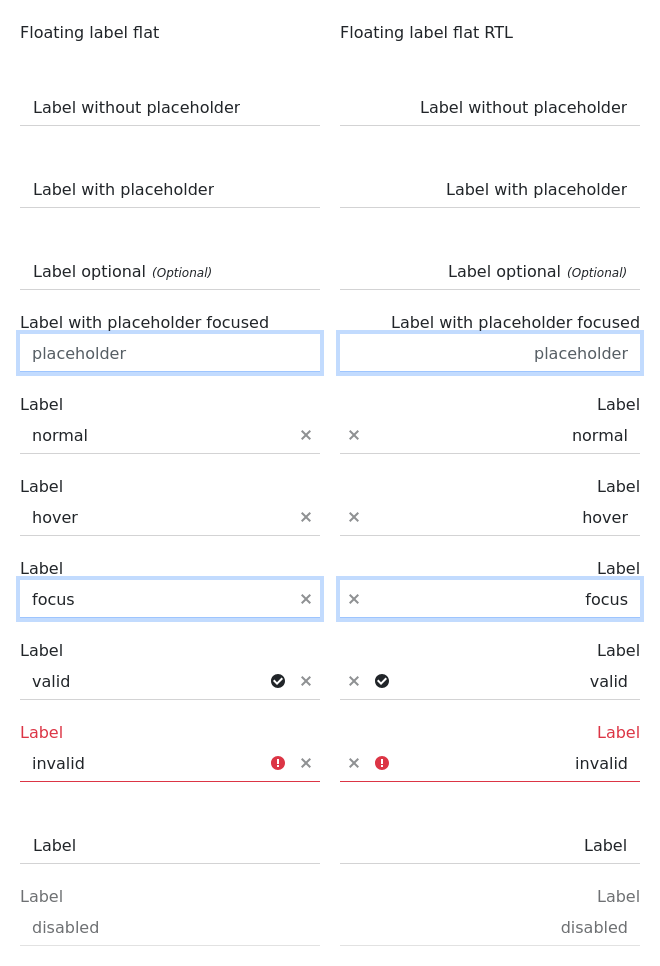 Floating label flat
Label without placeholder
Label with placeholder
Label optional (Optional)
Label with placeholder focused
placeholder
Label
normal
Label
hover
Label
focus
Label
valid
Label
invalid
Label
Label
disabled
Floating label flat RTL
Label without placeholder
Label with placeholder
Label optional (Optional)
Label with placeholder focused
placeholder
Label
normal
Label
hover
Label
focus
Label
valid
Label
invalid
Label
Label
disabled